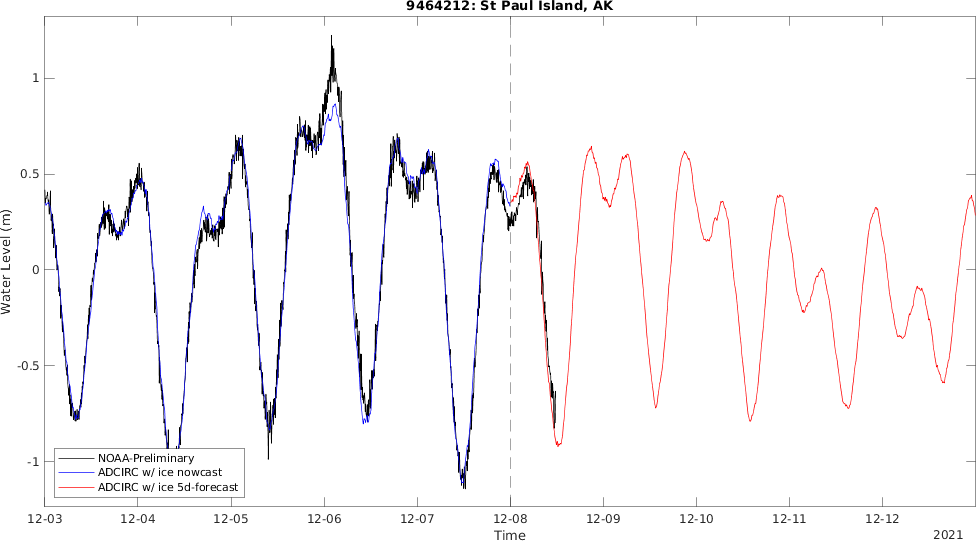 9464212: St Paul Island, AK
Water Level (m)
1
0.5
0
-0.5
-1
NOAA-Preliminary
ADCIRC w/ ice nowcast
ADCIRC w/ ice 5d-forecast
12-03 12-04 12-05 12-06 12-07 12-08 12-09 12-10 12-11 12-12
Time
2021